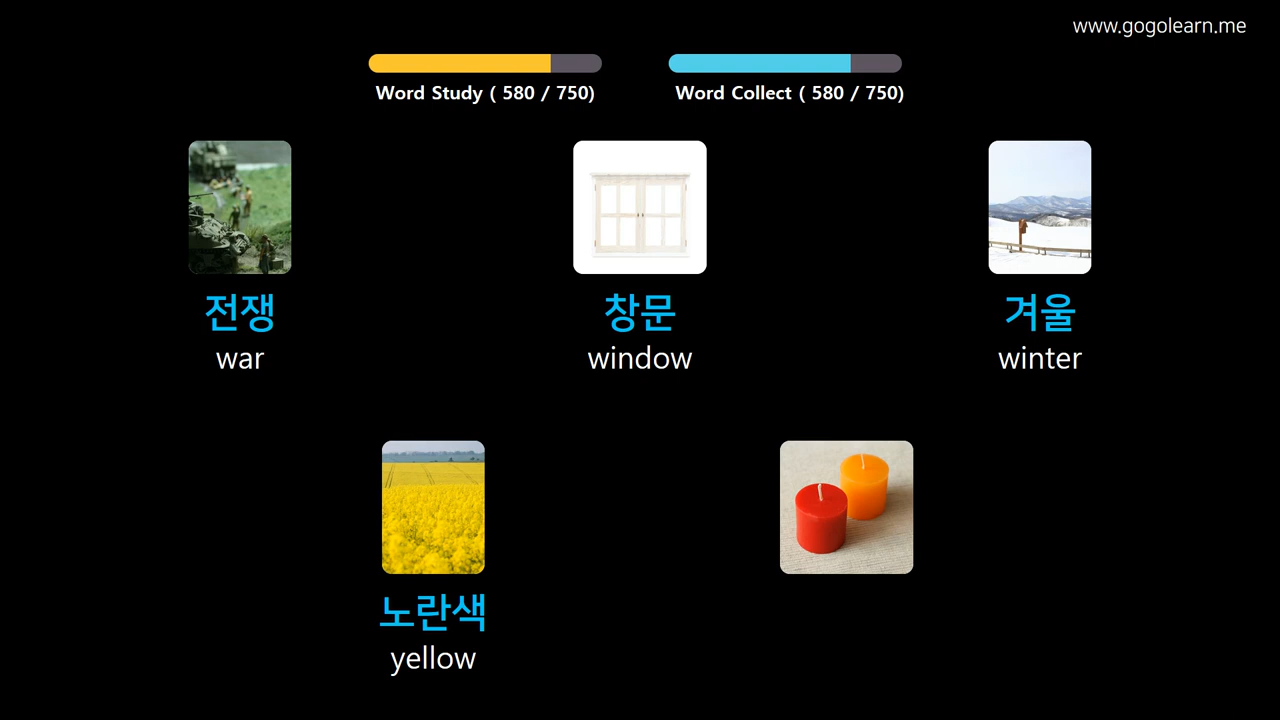 www.gogolearn.me
Word Study ( 580 / 750)
Word Collect ( 580 / 750)
전쟁
war
창문
window
겨울
winter
노란색
yellow